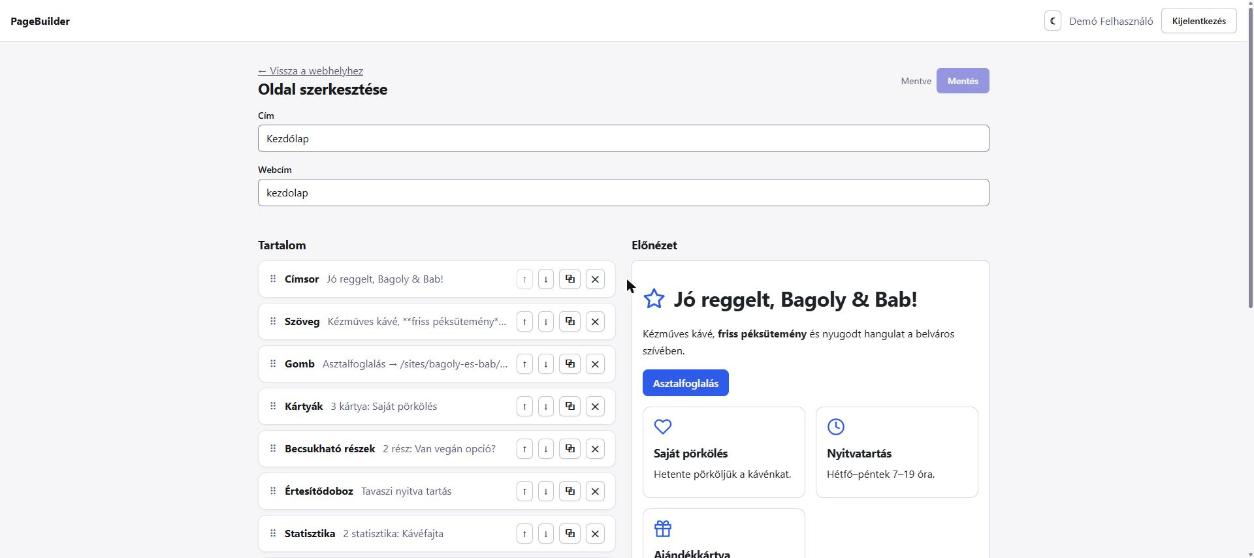 PageBuilder
Demó Felhasználó
Kijelentkezés
← Vissza a webhelyhez
Oldal szerkesztése
Mentve
Mentés
Cím
Kezdőlap
Webcím
kezdolap
Tartalom
Címsor Jó reggelt, Bagoly & Bab! ↑ ↓
Szöveg Kézműves kávé, **friss péksütemény*... ↑ ↓
Gomb Asztalfoglalás → /sites/bagoly-es-bab/... ↑ ↓
Kártyák 3 kártya: Saját pörkölés ↑ ↓
Becsukható részek 2 rész: Van vegán opció? ↑ ↓
Értesítődoboz Tavaszi nyitva tartás ↑ ↓
Statisztika 2 statisztika: Kávéfajta ↑ ↓
Előnézet
Jó reggelt, Bagoly & Bab!
Kézműves kávé, friss péksütemény és nyugodt hangulat a belváros
szívében.
Asztalfoglalás
Saját pörkölés
Hetente pörköljük a kávénkat.
Nyitvatartás
Hétfő–péntek 7–19 óra.
Ajándékkártya